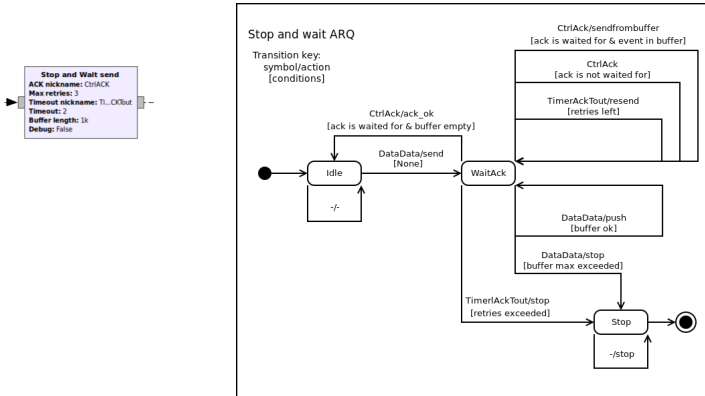 Stop and Wait send
ACK nickname: CtrlACK
Max retries: 3
Timeout nickname: Ti...CKTout
Timeout: 2
Buffer length: 1k
Debug: False
Stop and wait ARQ
Transition key:
symbol/action
[conditions]
CtrlAck/sendfrombuffer
[ack is waited for & event in buffer]
CtrlAck
[ack is not waited for]
TimerAckTout/resend
[retries left]
CtrlAck/ack_ok
[ack is waited for & buffer empty]
DataData/send
[None]
Idle
WaitAck
-/-
DataData/push
[buffer ok]
DataData/stop
[buffer max exceeded]
TimerlAckTout/stop
[retries exceeded]
Stop
-/stop